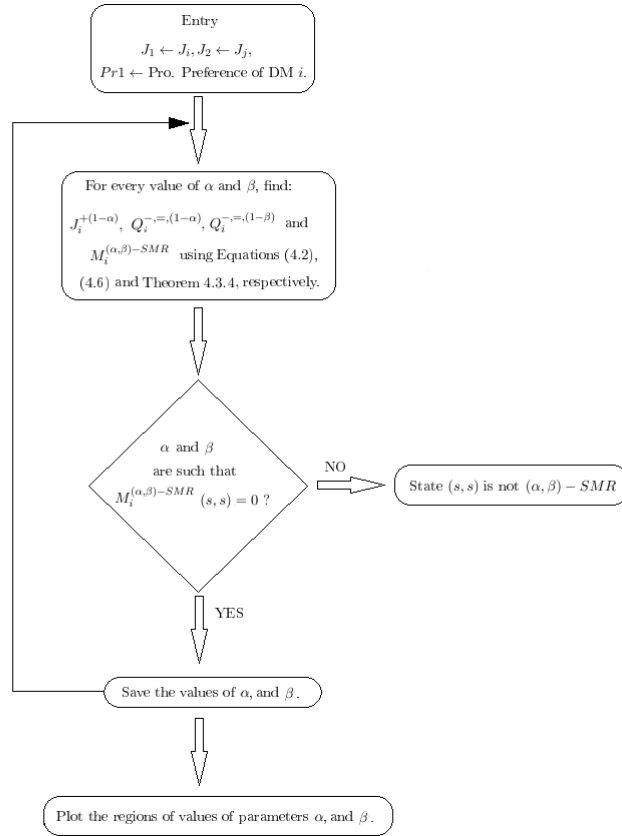 Entry
J₁ ← Jᵢ, J₂ ← Jⱼ,
Pr1 ← Pro. Preference of DM i.
For every value of α and β, find:
Jᵢ^{+(1−α)}, Qᵢ^{−,=,(1−α)}, Qᵢ^{−,=,(1−β)} and
Mᵢ^{(α,β)−SMR} using Equations (4.2),
(4.6) and Theorem 4.3.4, respectively.
α and β
are such that
Mᵢ^{(α,β)−SMR} (s, s) = 0 ?
NO
State (s, s) is not (α, β) − SMR
YES
Save the values of α, and β.
Plot the regions of values of parameters α, and β.